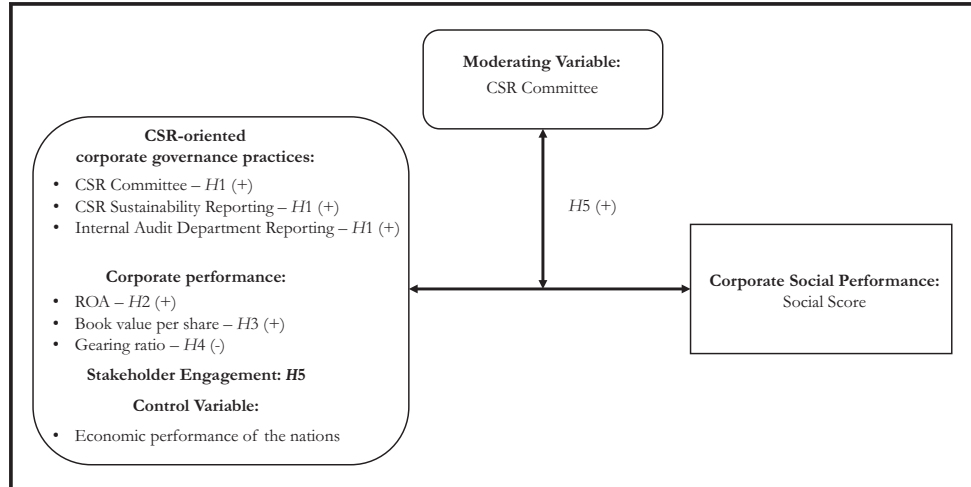 Moderating Variable:
CSR Committee
CSR-oriented
corporate governance practices:
• CSR Committee – H1 (+)
• CSR Sustainability Reporting – H1 (+)
• Internal Audit Department Reporting – H1 (+)
Corporate performance:
• ROA – H2 (+)
• Book value per share – H3 (+)
• Gearing ratio – H4 (-)
Stakeholder Engagement: H5
Control Variable:
• Economic performance of the nations
H5 (+)
Corporate Social Performance:
Social Score